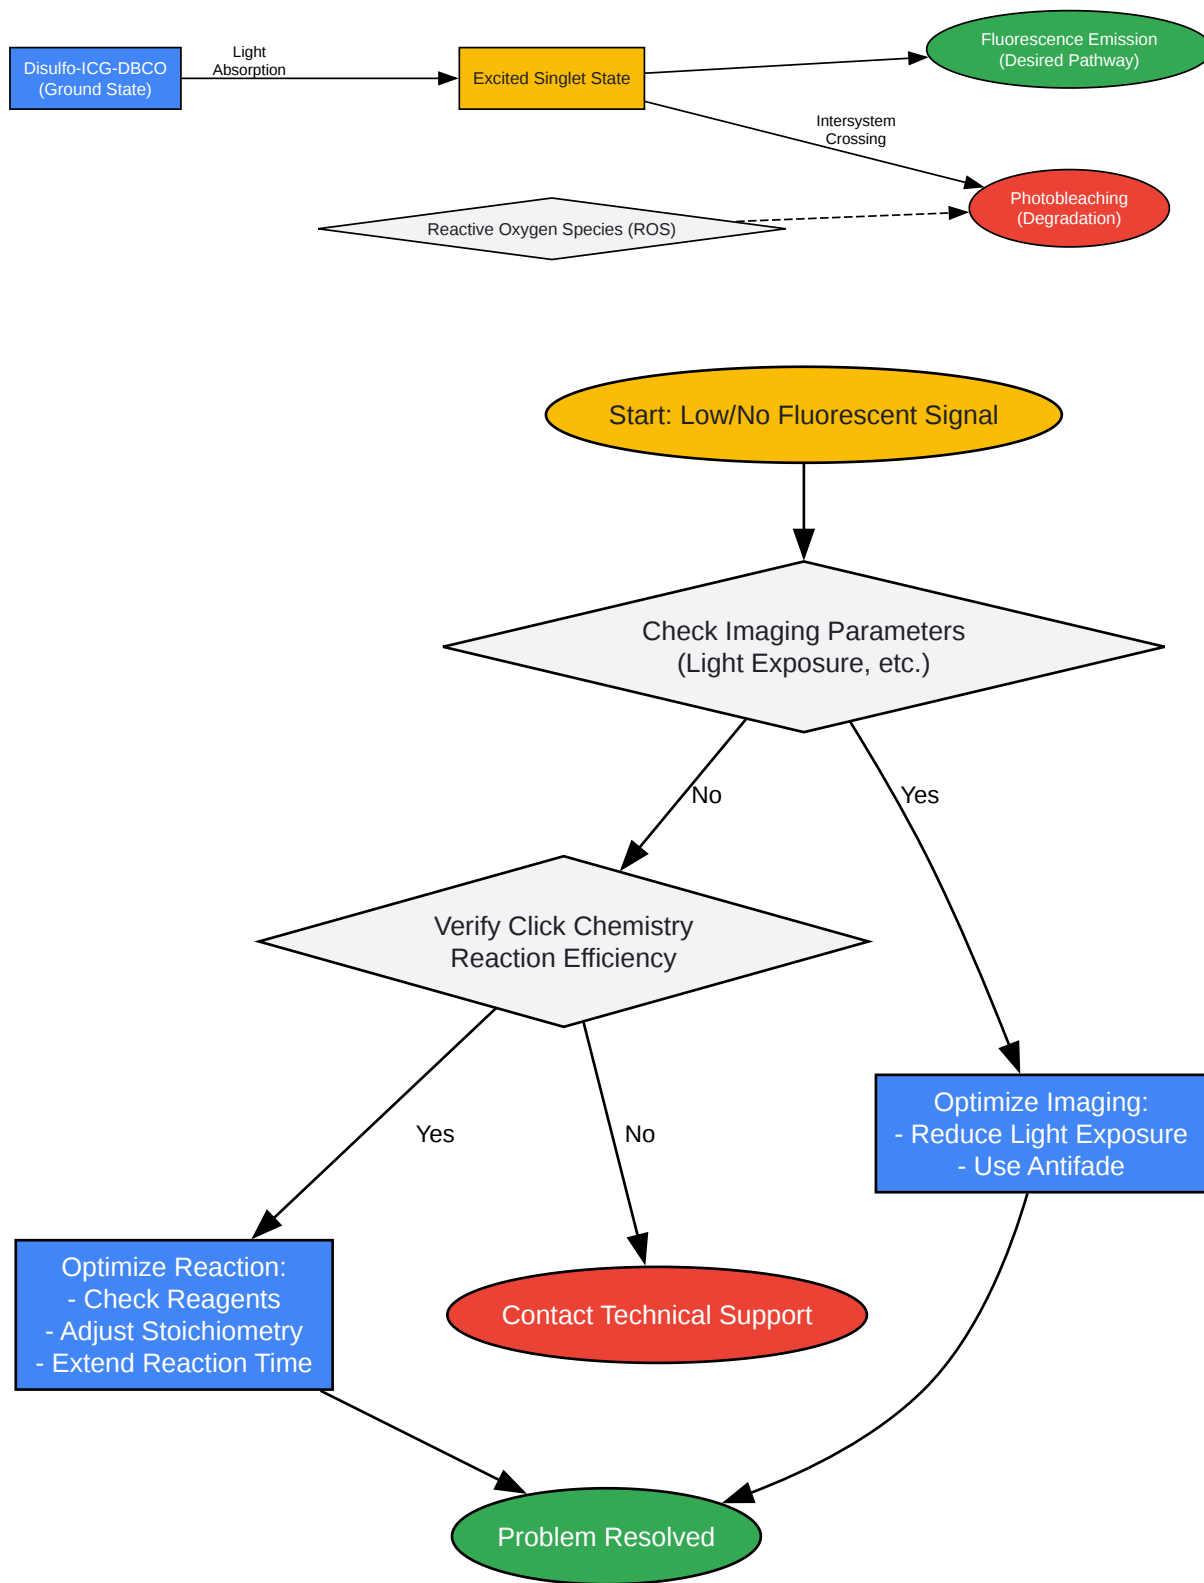 Disulfo-ICG-DBCO
(Ground State)
Light
Absorption
Excited Singlet State
Fluorescence Emission
(Desired Pathway)
Intersystem
Crossing
Photobleaching
(Degradation)
Reactive Oxygen Species (ROS)
Start: Low/No Fluorescent Signal
Check Imaging Parameters
(Light Exposure, etc.)
No
Yes
Verify Click Chemistry
Reaction Efficiency
Yes
No
Optimize Imaging:
- Reduce Light Exposure
- Use Antifade
Optimize Reaction:
- Check Reagents
- Adjust Stoichiometry
- Extend Reaction Time
Contact Technical Support
Problem Resolved